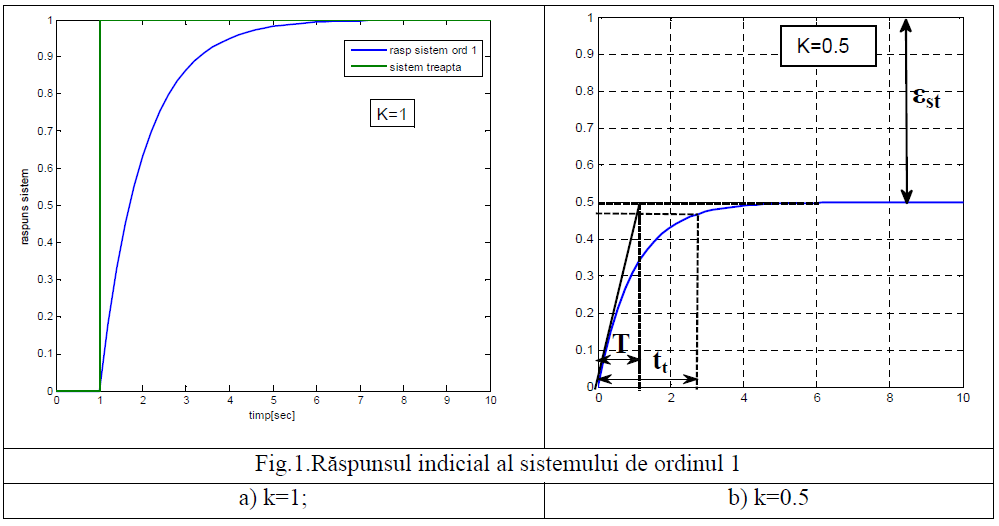 1
0.9
0.8
0.7
0.6
0.5
0.4
0.3
0.2
0.1
0
raspuns sistem
rasp sistem ord 1
sistem treapta
K=1
0 1 2 3 4 5 6 7 8 9 10
timp[sec]
1
0.9
0.8
0.7
0.6
0.5
0.4
0.3
0.2
0.1
0
K=0.5
εst
T
tt
0 2 4 6 8 10
Fig.1.Răspunsul indicial al sistemului de ordinul 1
a) k=1;
b) k=0.5